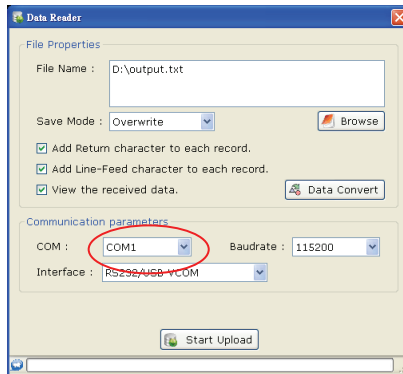 Data Reader
File Properties
File Name : D:\output.txt
Save Mode : Overwrite Browse
Add Return character to each record.
Add Line-Feed character to each record.
View the received data. Data Convert
Communication parameters
COM : COM1 Baudrate : 115200
Interface : RS232/USB VCOM
Start Upload